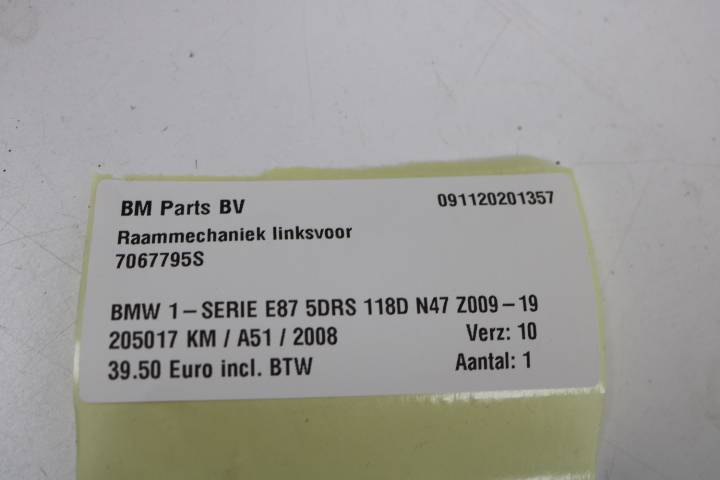 BM Parts BV 091120201357
Raammechaniek linksvoor
7067795S
BMW 1-SERIE E87 5DRS 118D N47 Z009-19
205017 KM / A51 / 2008 Verz: 10
39.50 Euro incl. BTW Aantal: 1